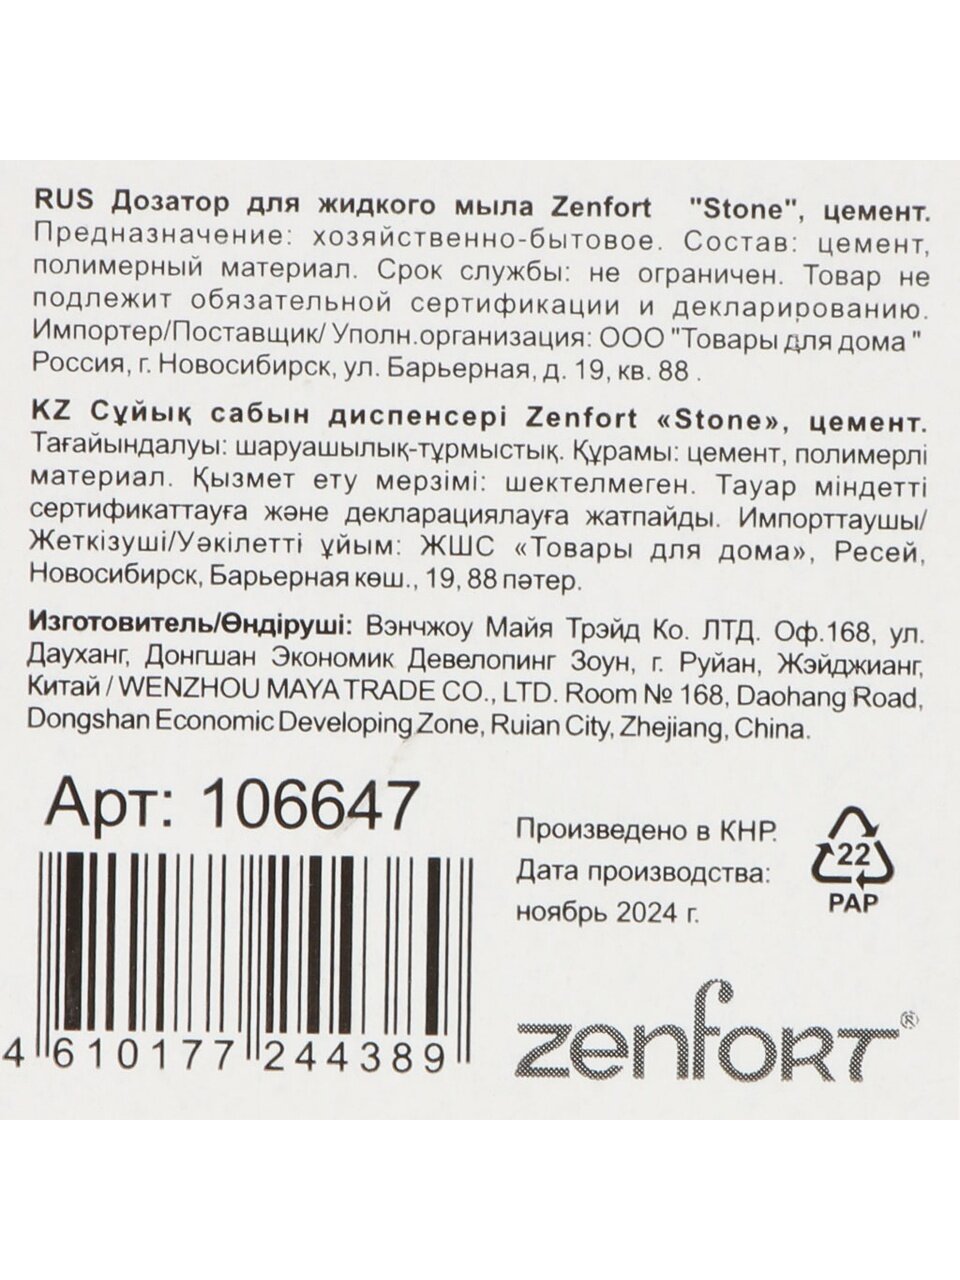 RUS Дозатор для жидкого мыла Zenfort "Stone", цемент.
Предназначение: хозяйственно-бытовое. Состав: цемент,
полимерный материал. Срок службы: не ограничен. Товар не
подлежит обязательной сертификации и декларированию.
Импортер/Поставщик/ Уполн.организация: ООО "Товары для дома "
Россия, г. Новосибирск, ул. Барьерная, д. 19, кв. 88 .
KZ Сұйық сабын диспенсері Zenfort «Stone», цемент.
Тағайындалуы: шаруашылық-тұрмыстық. Құрамы: цемент, полимерлі
материал. Қызмет ету мерзімі: шектелмеген. Тауар міндетті
сертификаттауға және декларациялауға жатпайды. Импорттаушы/
Жеткізуші/Уәкілетті ұйым: ЖШС «Товары для дома», Ресей,
Новосибирск, Барьерная көш., 19, 88 пәтер.
Изготовитель/Өндіруші: Вэнчжоу Майя Трэйд Ко. ЛТД. Оф.168, ул.
Дауханг, Донгшан Экономик Девелопинг Зоун, г. Руйан, Жэйджианг,
Китай / WENZHOU MAYA TRADE CO., LTD. Room № 168, Daohang Road,
Dongshan Economic Developing Zone, Ruian City, Zhejiang, China.
Арт: 106647
Произведено в КНР.
Дата производства:
ноябрь 2024 г.
22
PAP
4 610177 244389
zenfort®